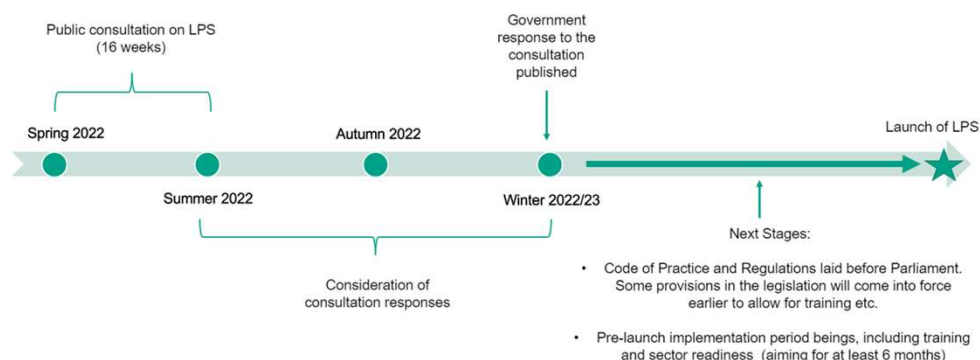 Public consultation on LPS
(16 weeks)
Government
response to the
consultation
published
Spring 2022
Autumn 2022
Launch of LPS
Summer 2022
Winter 2022/23
Consideration of
consultation responses
Next Stages:
• Code of Practice and Regulations laid before Parliament.
Some provisions in the legislation will come into force
earlier to allow for training etc.
• Pre-launch implementation period beings, including training
and sector readiness (aiming for at least 6 months)